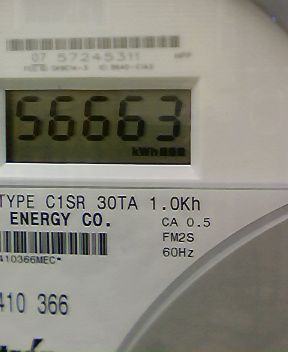 07 57245311
56663
kWh
TYPE C1SR 30TA 1.0Kh
ENERGY CO.
CA 0.5
FM2S
60Hz
410366MEC*
410 366